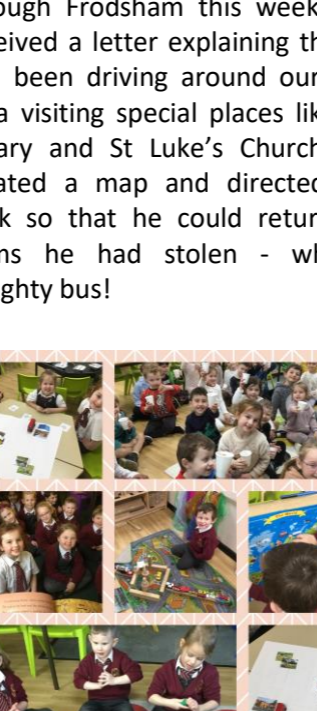 ough Frodsham this week
eived a letter explaining th
been driving around our
a visiting special places lik
ary and St Luke's Church
ated a map and directed
k so that he could retur
ms he had stolen - wh
ghty bus!